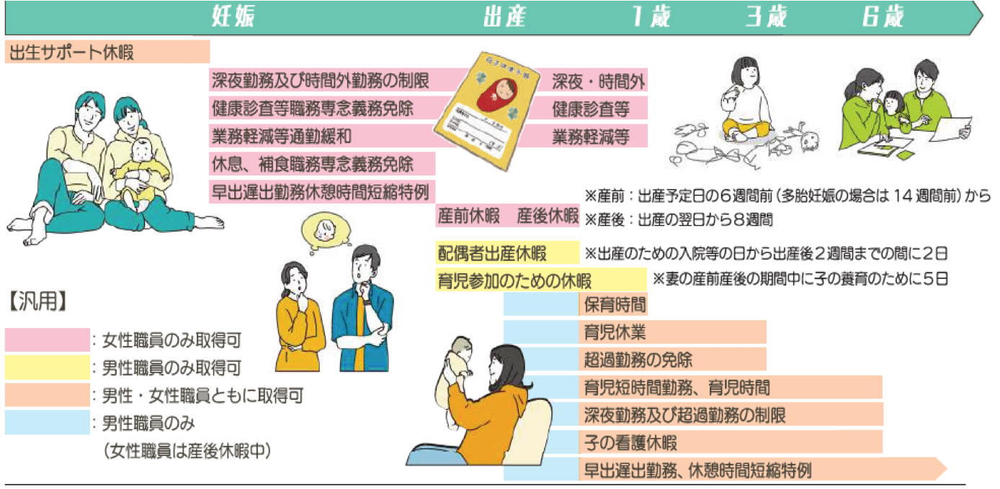 妊娠 出産 1歳 3歳 6歳
出生サポート休暇
深夜勤務及び時間外勤務の制限 深夜・時間外
健康診査等職務専念義務免除 健康診査等
業務軽減等通勤緩和 業務軽減等
休息、補食職務専念義務免除
早出遅出勤務休憩時間短縮特例
母子健康手帳
産前休暇 産後休暇
※産前：出産予定日の6週間前（多胎妊娠の場合は14週間前）から
※産後：出産の翌日から8週間
配偶者出産休暇 ※出産のための入院等の日から出産後2週間までの間に2日
育児参加のための休暇 ※妻の産前産後の期間中に子の養育のために5日
保育時間
育児休業
超過勤務の免除
育児短時間勤務、育児時間
深夜勤務及び超過勤務の制限
子の看護休暇
早出遅出勤務、休憩時間短縮特例
【汎用】
：女性職員のみ取得可
：男性職員のみ取得可
：男性・女性職員ともに取得可
：男性職員のみ
（女性職員は産後休暇中）